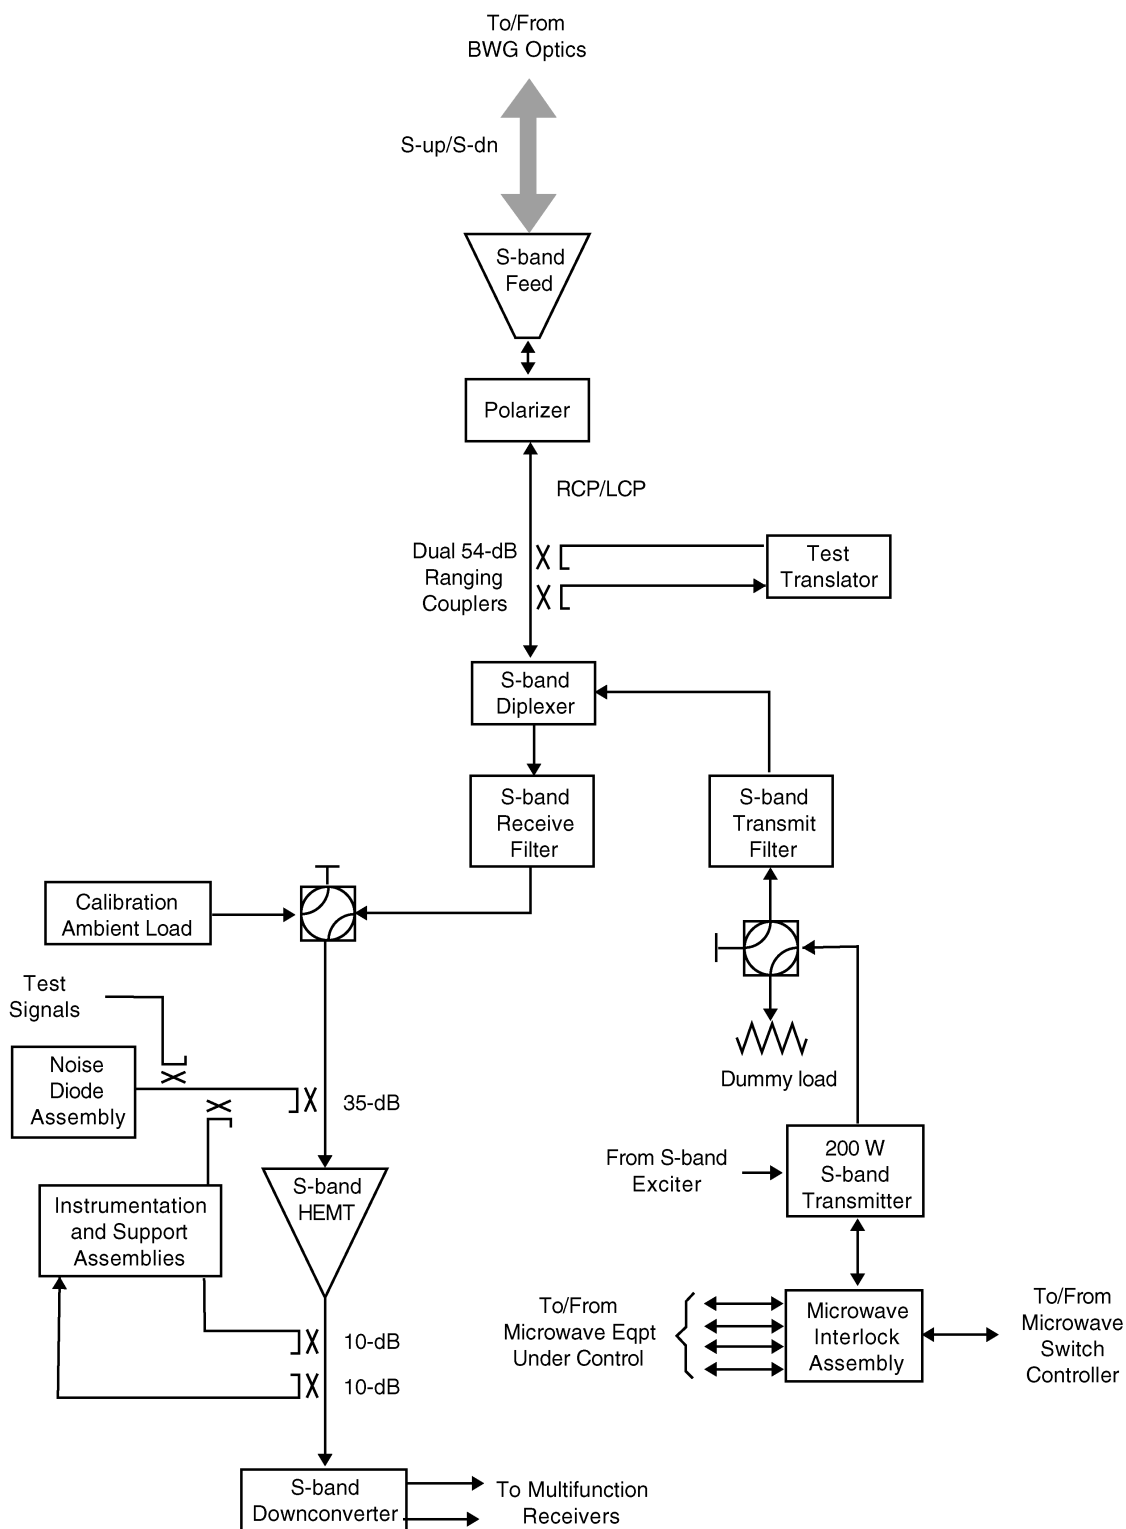 To/From
BWG Optics
S-up/S-dn
S-band
Feed
Polarizer
RCP/LCP
Dual 54-dB
Ranging
Couplers
Test
Translator
S-band
Diplexer
S-band
Receive
Filter
S-band
Transmit
Filter
Calibration
Ambient Load
Test
Signals
Noise
Diode
Assembly
35-dB
Dummy load
From S-band
Exciter
200 W
S-band
Transmitter
S-band
HEMT
Instrumentation
and Support
Assemblies
10-dB
10-dB
To/From
Microwave Eqpt
Under Control
Microwave
Interlock
Assembly
To/From
Microwave
Switch
Controller
S-band
Downconverter
To Multifunction
Receivers